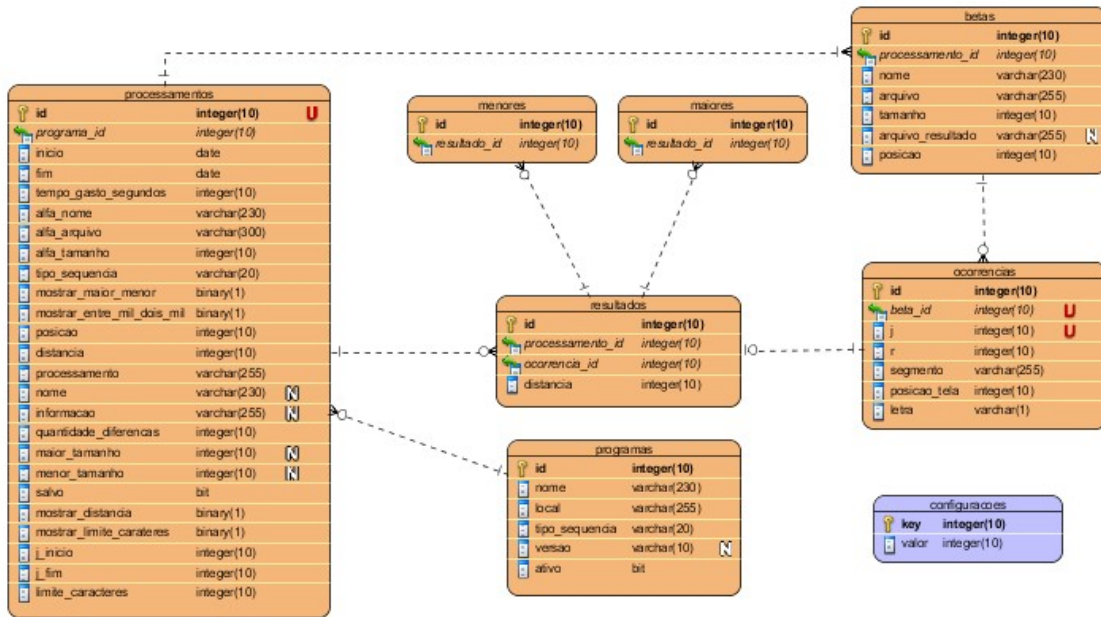 processamentos
id integer(10) U
programa_id integer(10)
inicio date
fim date
tempo_gasto_segundos integer(10)
alfa_nome varchar(230)
alfa_arquivo varchar(300)
alfa_tamanho integer(10)
tipo_sequencia varchar(20)
mostrar_maior_menor binary(1)
mostrar_entre_mil_dois_mil binary(1)
posicao integer(10)
distancia integer(10)
processamento varchar(255)
nome varchar(230) N
informacao varchar(255) N
quantidade_diferencas integer(10)
maior_tamanho integer(10) N
menor_tamanho integer(10) N
salvo bit
mostrar_distancia binary(1)
mostrar_limite_carateres binary(1)
j_inicio integer(10)
j_fim integer(10)
limite_caracteres integer(10)
menores
id integer(10)
resultado_id integer(10)
maiores
id integer(10)
resultado_id integer(10)
betas
id integer(10)
processamento_id integer(10)
nome varchar(230)
arquivo varchar(255)
tamanho integer(10)
arquivo_resultado varchar(255) N
posicao integer(10)
resultados
id integer(10)
processamento_id integer(10)
ocorrencia_id integer(10)
distancia integer(10)
ocorrencias
id integer(10)
beta_id integer(10) U
j integer(10) U
r integer(10)
segmento varchar(255)
posicao_tela integer(10)
letra varchar(1)
programas
id integer(10)
nome varchar(230)
local varchar(255)
tipo_sequencia varchar(20)
versao varchar(10) N
ativo bit
configuracoes
key integer(10)
valor integer(10)